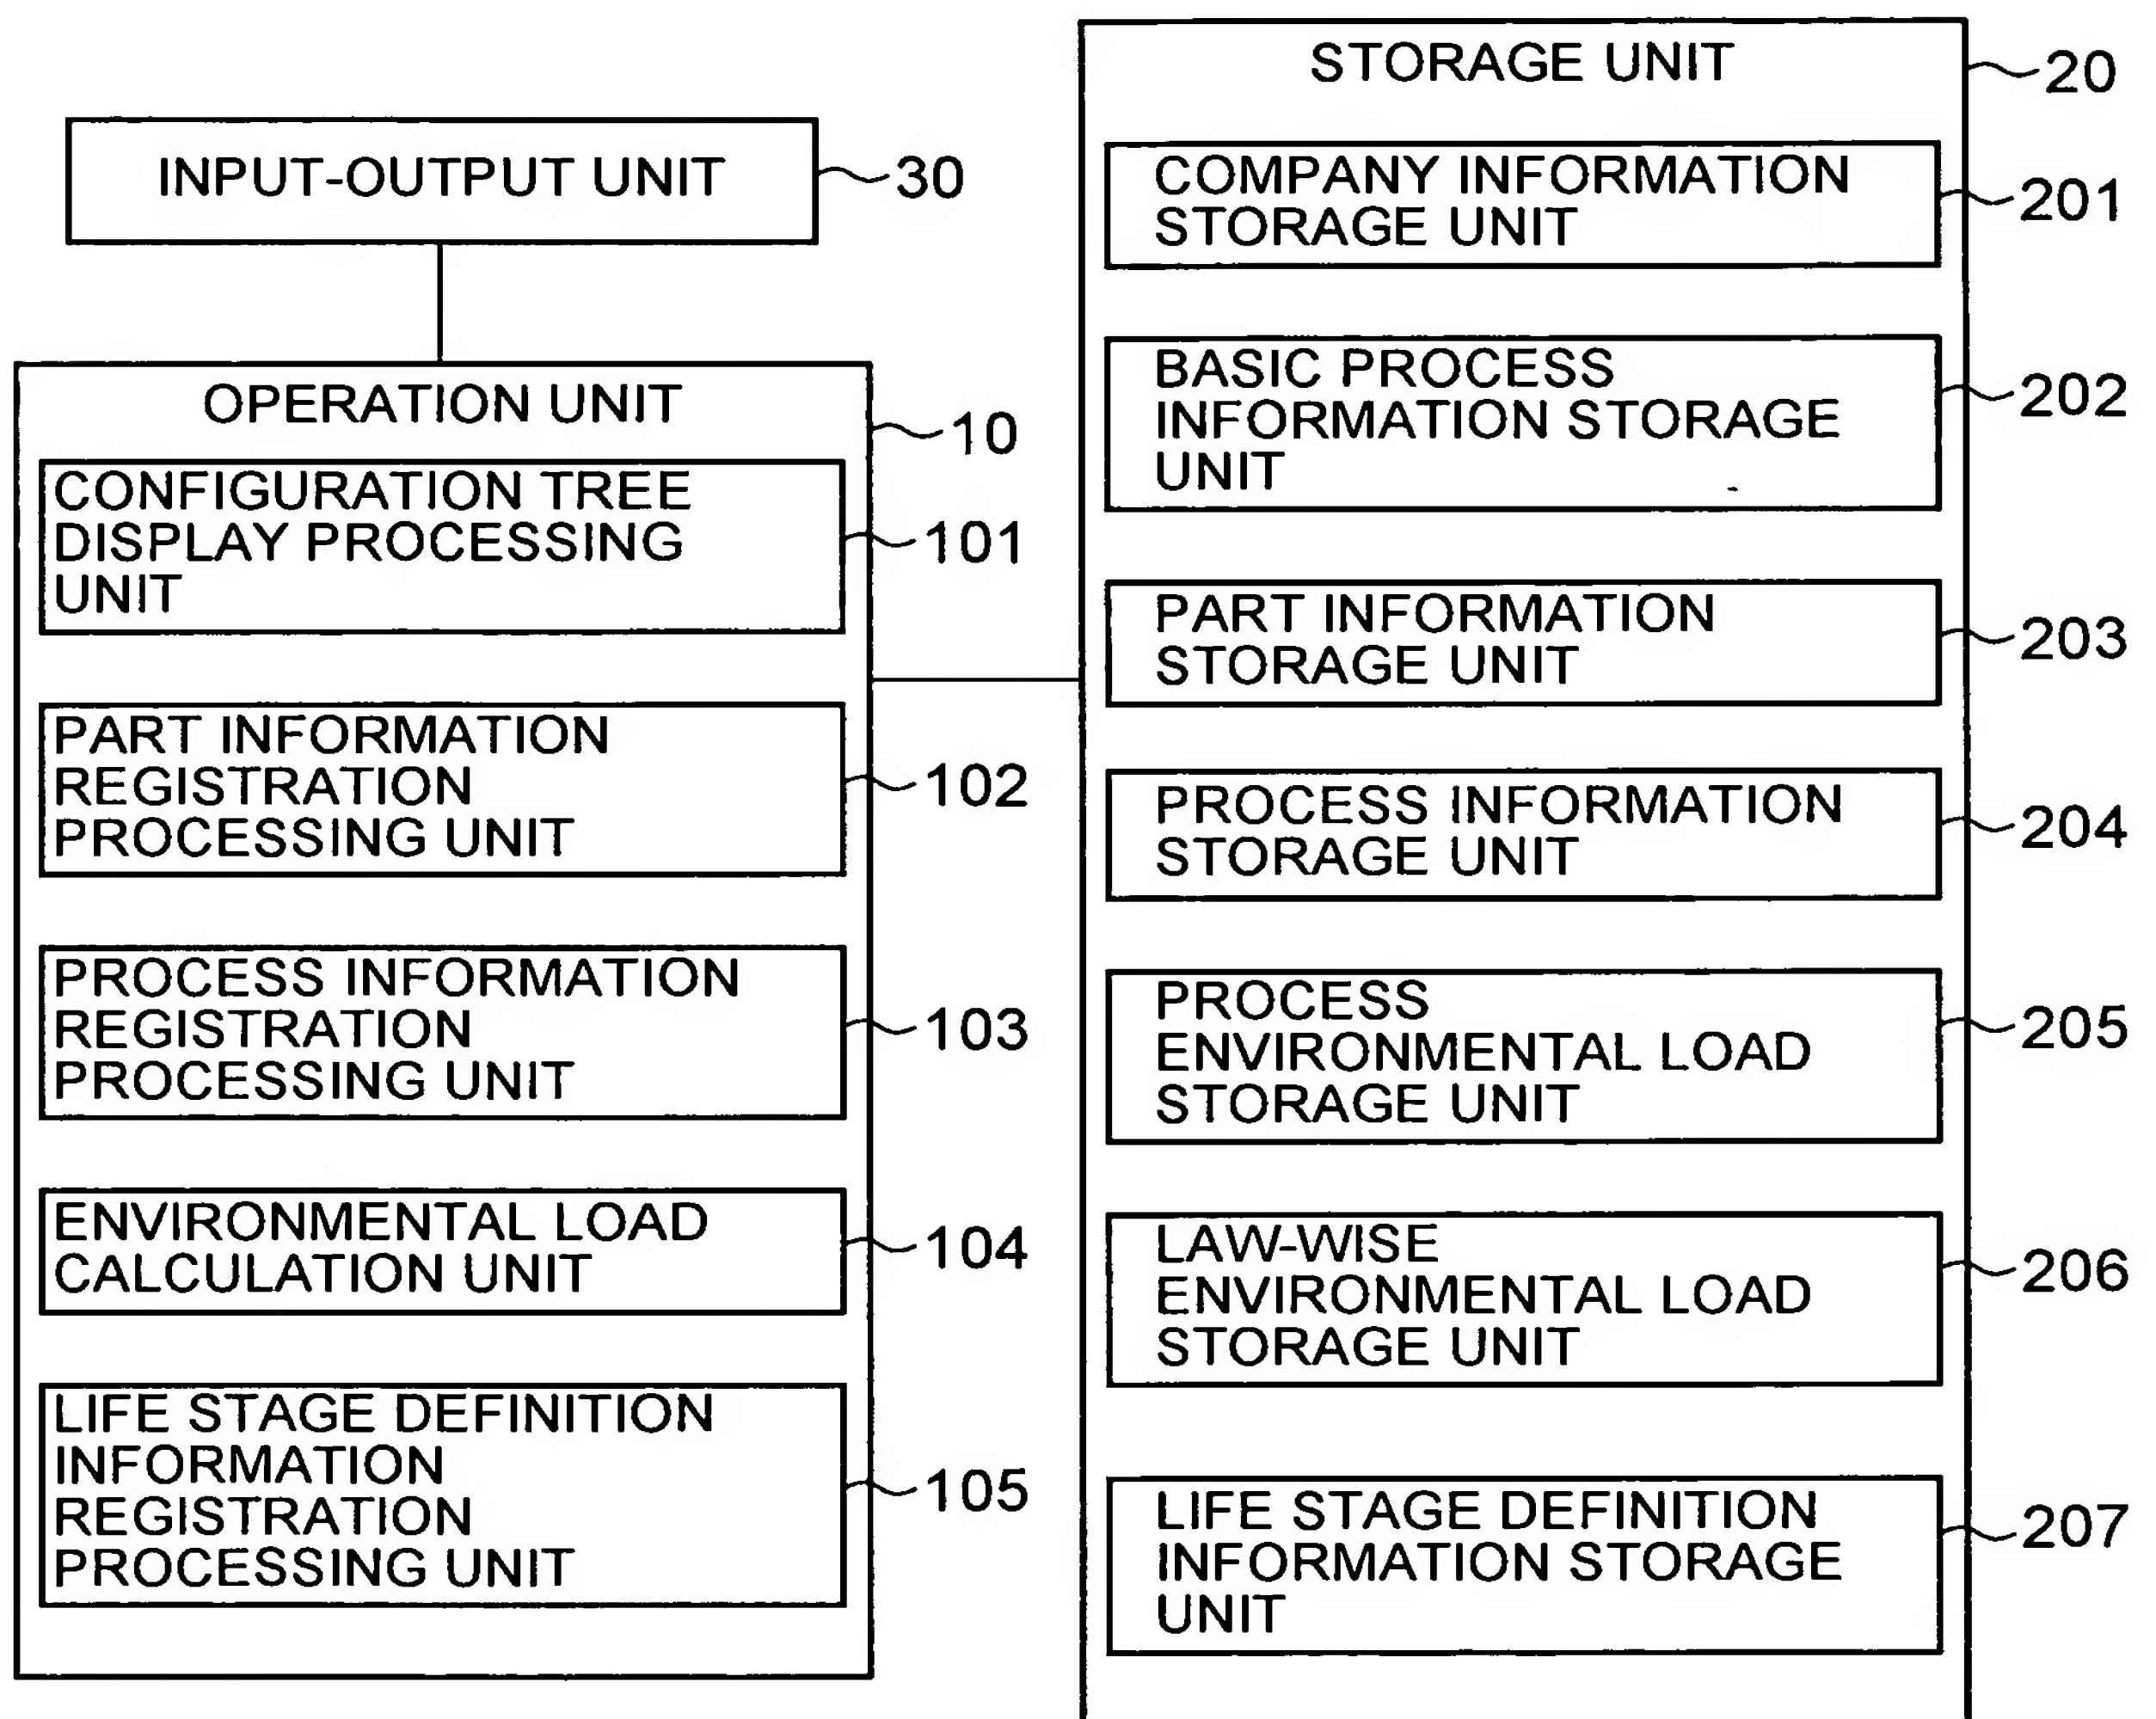 INPUT-OUTPUT UNIT
30
OPERATION UNIT
10
CONFIGURATION TREE
DISPLAY PROCESSING
UNIT
101
PART INFORMATION
REGISTRATION
PROCESSING UNIT
102
PROCESS INFORMATION
REGISTRATION
PROCESSING UNIT
103
ENVIRONMENTAL LOAD
CALCULATION UNIT
104
LIFE STAGE DEFINITION
INFORMATION
REGISTRATION
PROCESSING UNIT
105
STORAGE UNIT
20
COMPANY INFORMATION
STORAGE UNIT
201
BASIC PROCESS
INFORMATION STORAGE
UNIT
202
PART INFORMATION
STORAGE UNIT
203
PROCESS INFORMATION
STORAGE UNIT
204
PROCESS
ENVIRONMENTAL LOAD
STORAGE UNIT
205
LAW-WISE
ENVIRONMENTAL LOAD
STORAGE UNIT
206
LIFE STAGE DEFINITION
INFORMATION STORAGE
UNIT
207